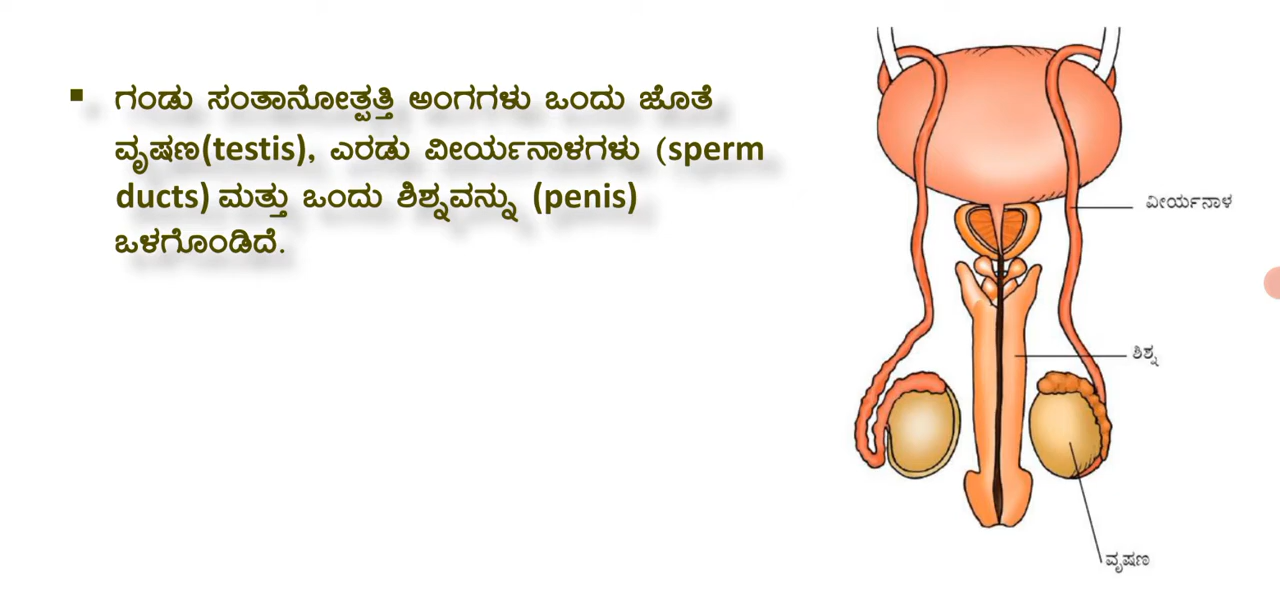 ▪ ಗಂಡು ಸಂತಾನೋತ್ಪತ್ತಿ ಅಂಗಗಳು ಒಂದು ಜೊತೆ
ವೃಷಣ(testis), ಎರಡು ವೀರ್ಯನಾಳಗಳು (sperm
ducts) ಮತ್ತು ಒಂದು ಶಿಶ್ನವನ್ನು (penis)
ಒಳಗೊಂಡಿದೆ.
ವೀರ್ಯನಾಳ
ಶಿಶ್ನ
ವೃಷಣ